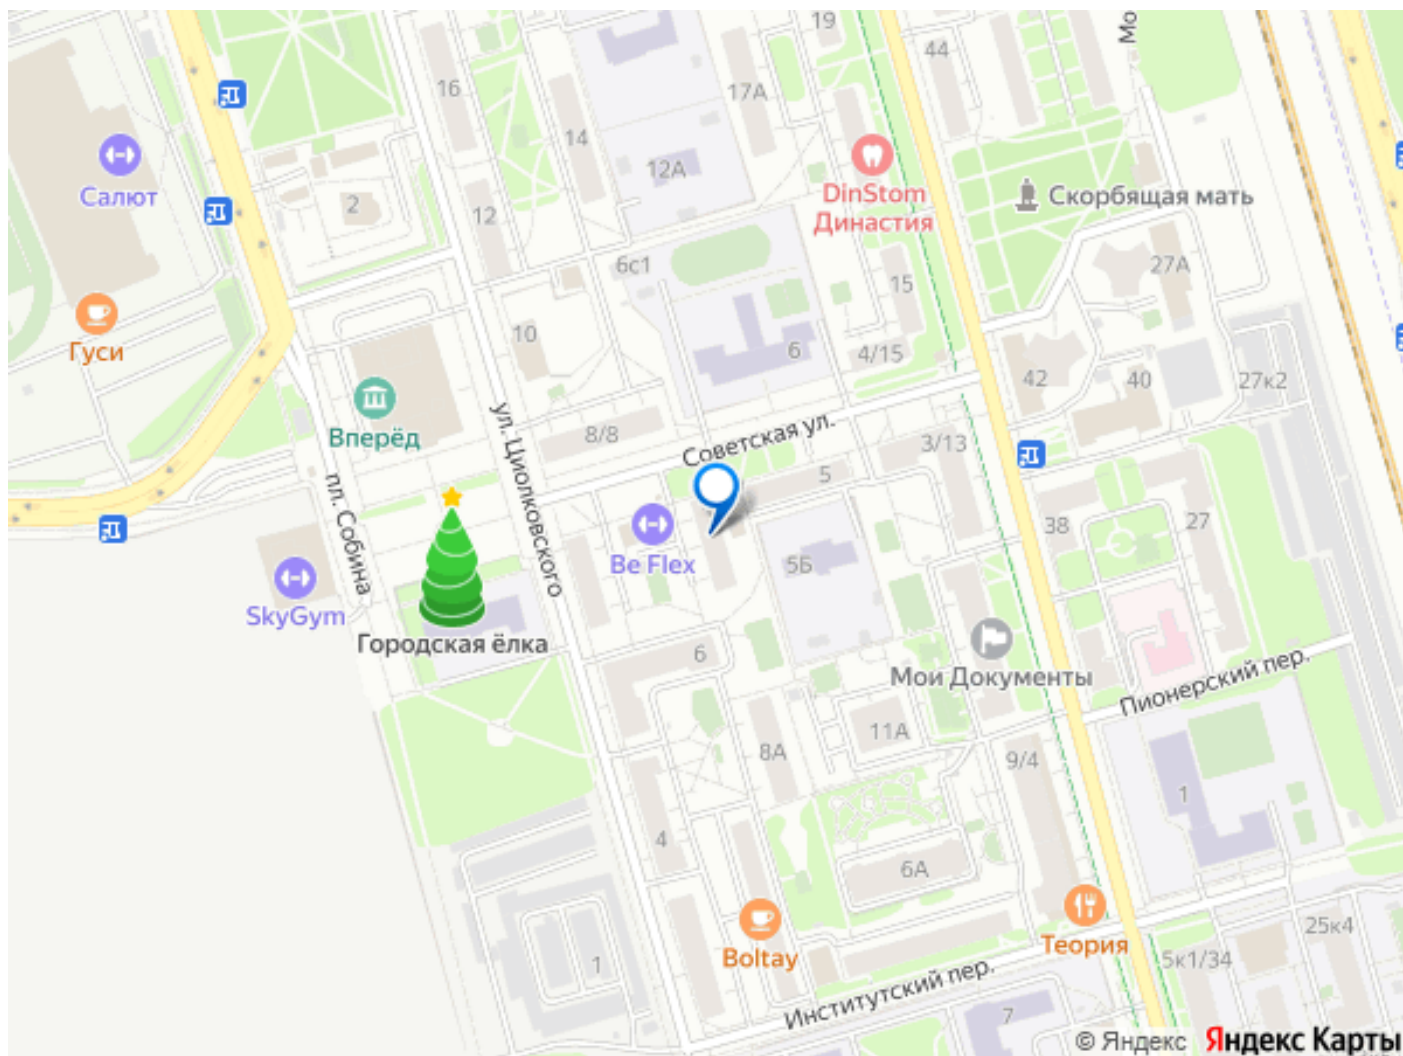 19
44
Мо
16
17А
14
Салют
12А
DinStom
Династия
Скорбящая мать
2
12
6с1
27А
15
Гуси
10
6
4/15
42
40
27к2
Вперёд
ул. Циолковского
8/8
Советская ул.
3/13
5
пл. Собина
38
27
Be Flex
5Б
SkyGym
Городская ёлка
6
Мои Документы
Пионерский пер.
11А
8А
9/4
1
4
6А
Boltay
Теория
25к4
1
5к1/34
Институтский пер.
7
© Яндекс Яндекс Карты